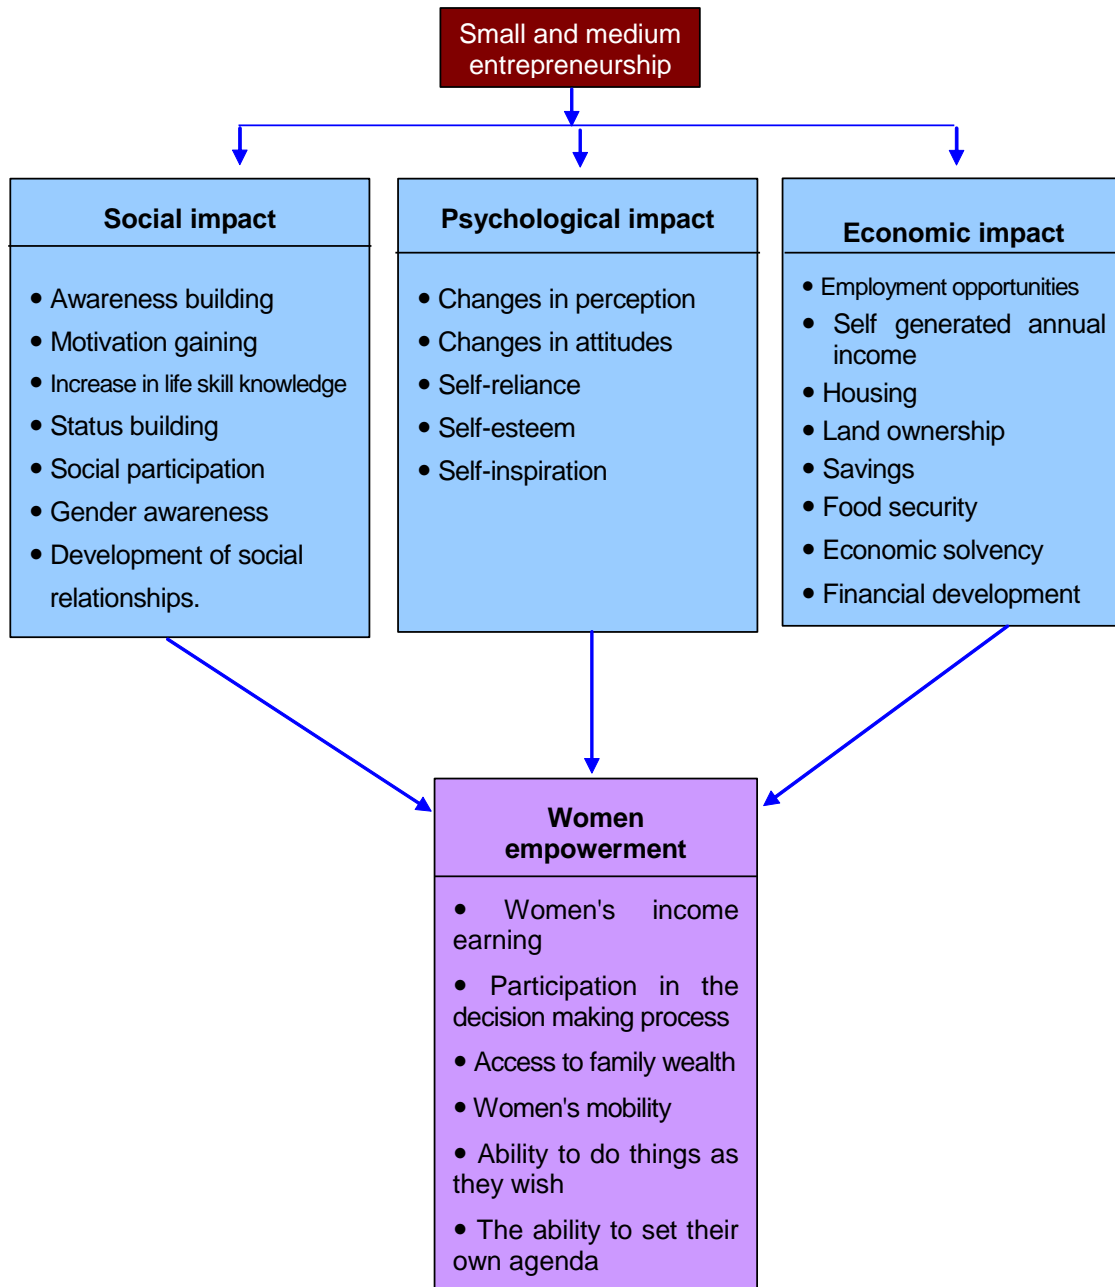 Small and medium
entrepreneurship
Social impact
• Awareness building
• Motivation gaining
• Increase in life skill knowledge
• Status building
• Social participation
• Gender awareness
• Development of social
relationships.
Psychological impact
• Changes in perception
• Changes in attitudes
• Self-reliance
• Self-esteem
• Self-inspiration
Economic impact
• Employment opportunities
• Self generated annual
income
• Housing
• Land ownership
• Savings
• Food security
• Economic solvency
• Financial development
Women
empowerment
• Women's income
earning
• Participation in the
decision making process
• Access to family wealth
• Women's mobility
• Ability to do things as
they wish
• The ability to set their
own agenda